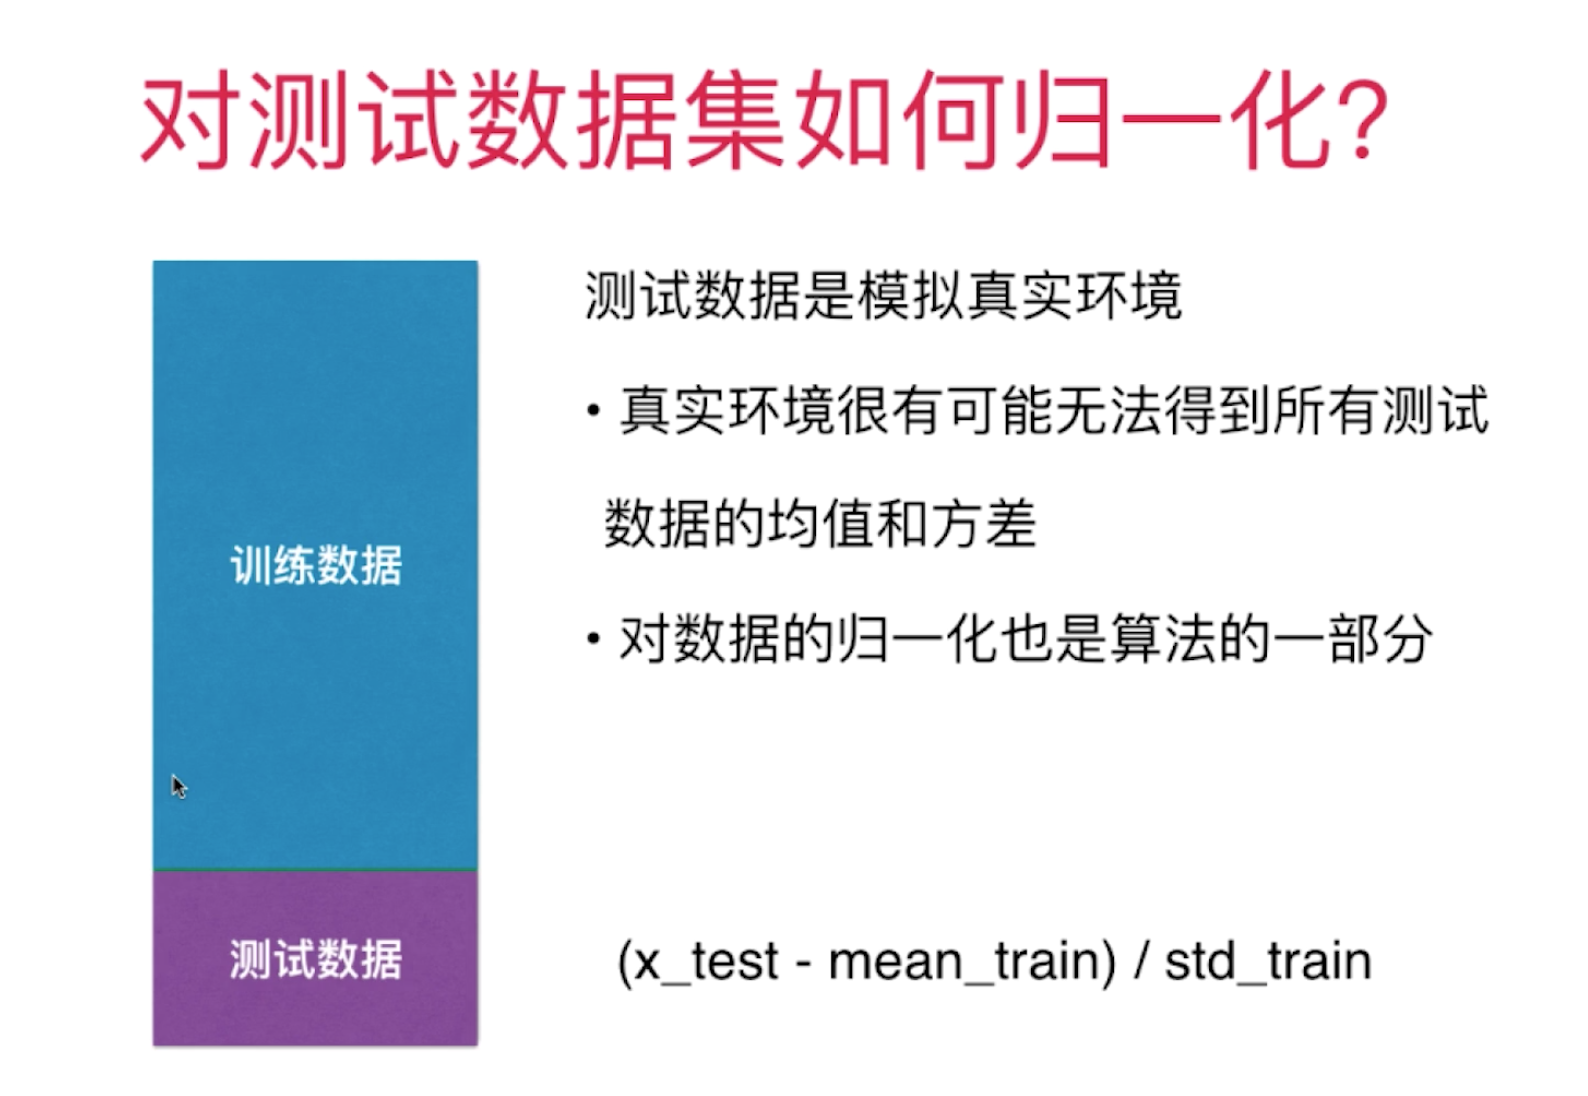 对测试数据集如何归一化?
训练数据
测试数据
测试数据是模拟真实环境
• 真实环境很有可能无法得到所有测试
数据的均值和方差
• 对数据的归一化也是算法的一部分
(x_test - mean_train) / std_train